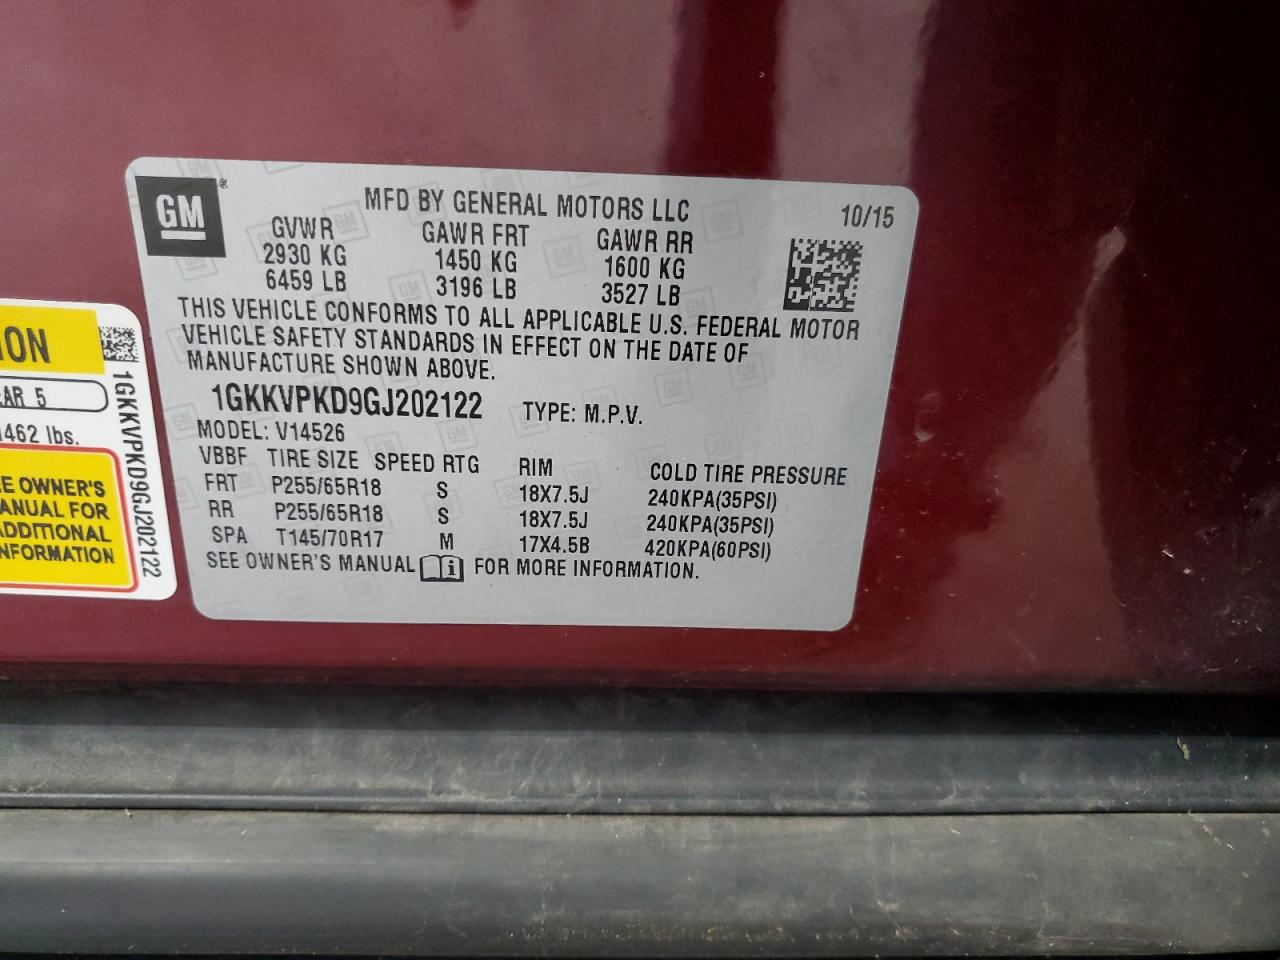 GM ®
MFD BY GENERAL MOTORS LLC 10/15
GVWR GAWR FRT GAWR RR
2930 KG 1450 KG 1600 KG
6459 LB 3196 LB 3527 LB
THIS VEHICLE CONFORMS TO ALL APPLICABLE U.S. FEDERAL MOTOR
VEHICLE SAFETY STANDARDS IN EFFECT ON THE DATE OF
MANUFACTURE SHOWN ABOVE.
1GKKVPKD9GJ202122 TYPE: M.P.V.
MODEL: V14526
VBBF TIRE SIZE SPEED RTG RIM COLD TIRE PRESSURE
FRT P255/65R18 S 18X7.5J 240KPA(35PSI)
RR P255/65R18 S 18X7.5J 240KPA(35PSI)
SPA T145/70R17 M 17X4.5B 420KPA(60PSI)
SEE OWNER'S MANUAL i FOR MORE INFORMATION.
ION
AR 5
1462 lbs.
EE OWNER'S
ANUAL FOR
ADDITIONAL
NFORMATION
1GKKVPKD9GJ202122